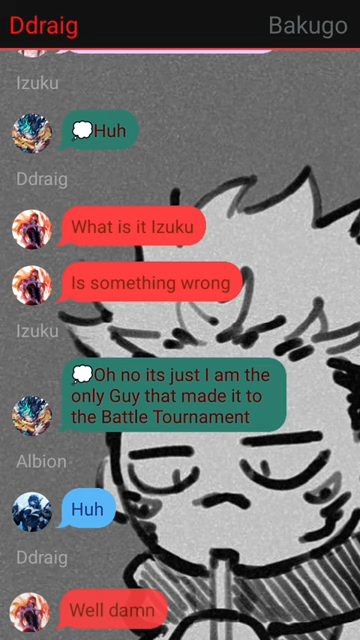 Ddraig Bakugo
Izuku
💭Huh
Ddraig
What is it Izuku
Is something wrong
Izuku
💭Oh no its just I am the
only Guy that made it to
the Battle Tournament
Albion
Huh
Ddraig
Well damn